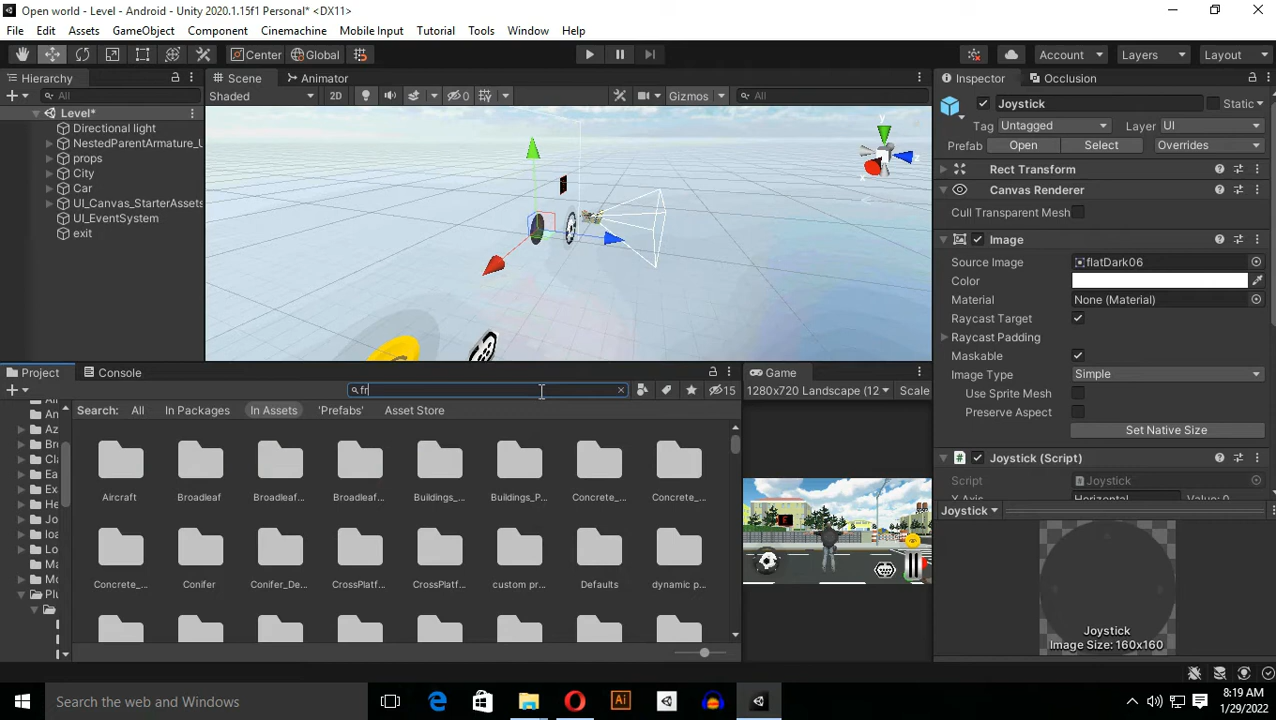 Open world - Level - Android - Unity 2020.1.15f1 Personal* <DX11>
File Edit Assets GameObject Component Cinemachine Mobile Input Tutorial Tools Window Help
Center Global Account Layers Layout
Hierarchy Scene Animator Inspector Occlusion
All Shaded 2D 0 Gizmos All Joystick Static
Level*
Directional light
NestedParentArmature_U
props
City
Car
UI_Canvas_StarterAssets
UI_EventSystem
exit
y
z
Tag Untagged Layer UI
Prefab Open Select Overrides
Rect Transform
Canvas Renderer
Cull Transparent Mesh
Image
Source Image flatDark06
Color
Material None (Material)
Raycast Target
Raycast Padding
Maskable
Image Type Simple
Use Sprite Mesh
Preserve Aspect
Set Native Size
Joystick (Script)
Script Joystick
Joystick
Joystick
Image Size: 160x160
Project Console
fr
15
Search: All In Packages In Assets 'Prefabs' Asset Store
Aircraft Broadleaf Broadleaf... Broadleaf... Buildings_... Buildings_P... Concrete_... Concrete_...
Concrete_... Conifer Conifer_De... CrossPlatf... CrossPlatf... custom pr... Defaults dynamic p...
Game
1280x720 Landscape (12 Scale
Search the web and Windows
Ai
8:19 AM
1/29/2022